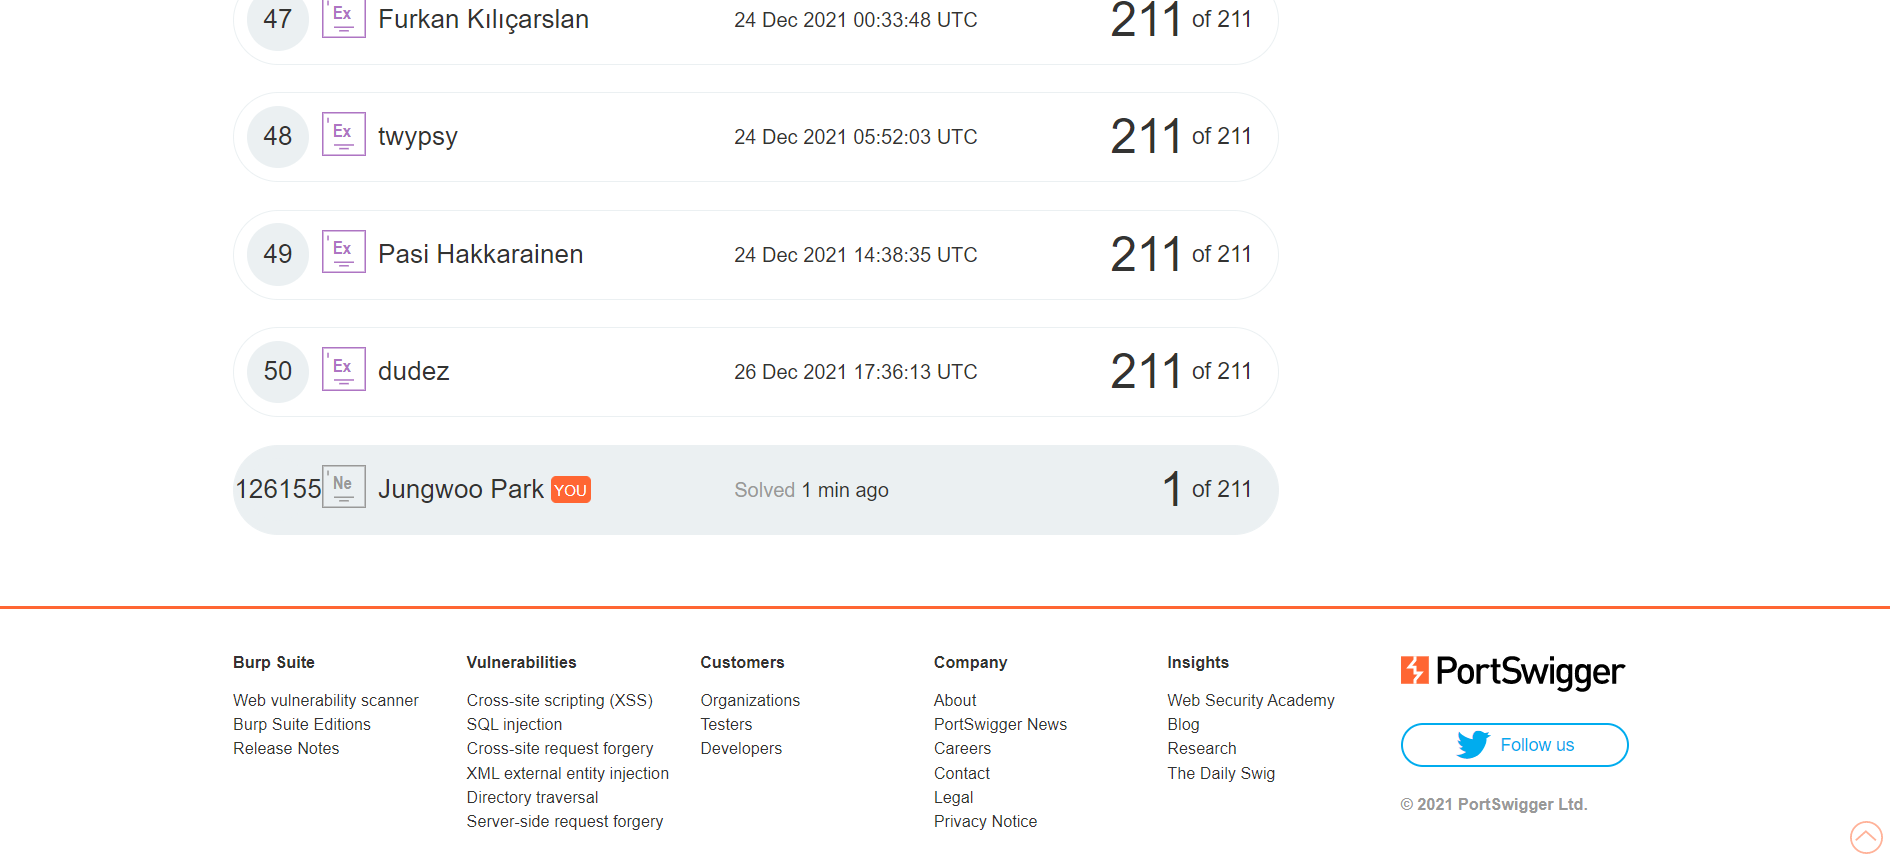 47 Ex Furkan Kılıçarslan 24 Dec 2021 00:33:48 UTC 211 of 211
48 Ex twypsy 24 Dec 2021 05:52:03 UTC 211 of 211
49 Ex Pasi Hakkarainen 24 Dec 2021 14:38:35 UTC 211 of 211
50 Ex dudez 26 Dec 2021 17:36:13 UTC 211 of 211
126155 Ne Jungwoo Park YOU Solved 1 min ago 1 of 211
Burp Suite
Web vulnerability scanner
Burp Suite Editions
Release Notes
Vulnerabilities
Cross-site scripting (XSS)
SQL injection
Cross-site request forgery
XML external entity injection
Directory traversal
Server-side request forgery
Customers
Organizations
Testers
Developers
Company
About
PortSwigger News
Careers
Contact
Legal
Privacy Notice
Insights
Web Security Academy
Blog
Research
The Daily Swig
PortSwigger
Follow us
© 2021 PortSwigger Ltd.